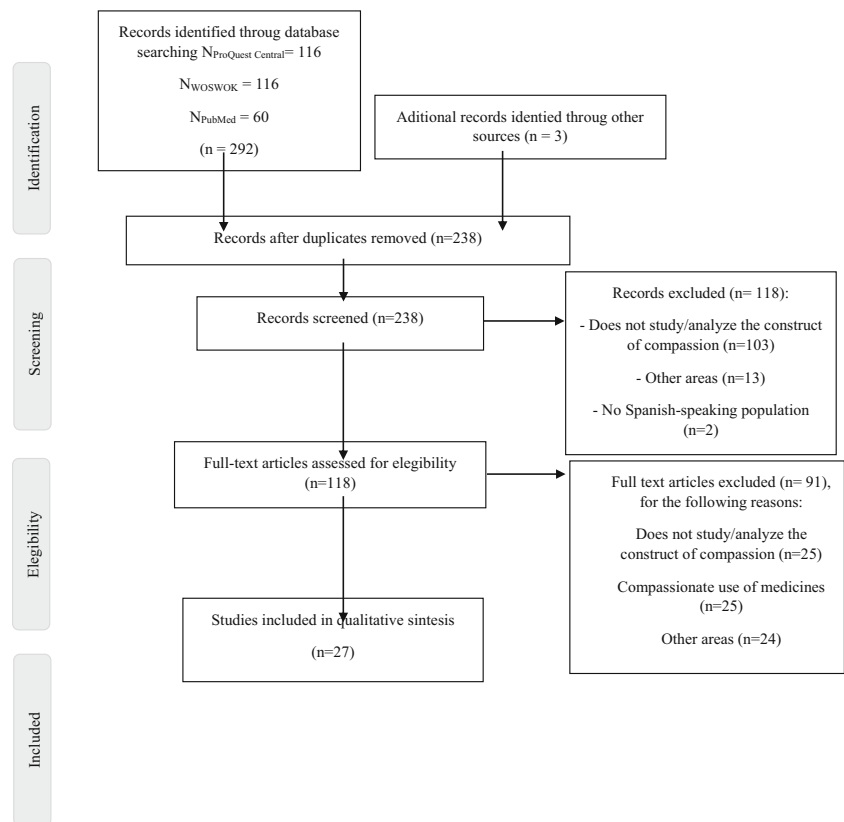 Records identified throug database
searching NProQuest Central= 116
NWOSWOK = 116
NPubMed = 60
(n = 292)
Aditional records identied throug other
sources (n = 3)
Identification
Records after duplicates removed (n=238)
Screening
Records screened (n=238)
Records excluded (n= 118):
- Does not study/analyze the construct
of compassion (n=103)
- Other areas (n=13)
- No Spanish-speaking population
(n=2)
Elegibility
Full-text articles assessed for elegibility
(n=118)
Full text articles excluded (n= 91),
for the following reasons:
Does not study/analyze the
construct of compassion (n=25)
Compassionate use of medicines
(n=25)
Other areas (n=24)
Studies included in qualitative sintesis
(n=27)
Included